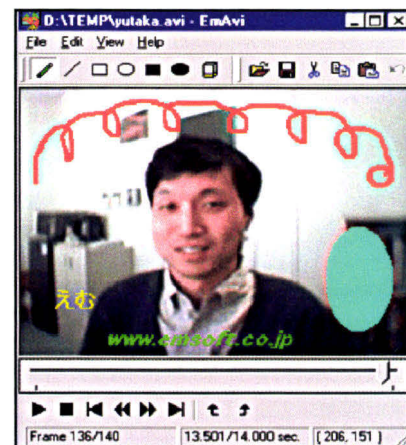 D:\TEMP\yutaka.avi - EmAvi
File Edit View Help
えむ
www.emsoft.co.jp
Frame 136/140 13.501/14.000 sec. (206, 151)